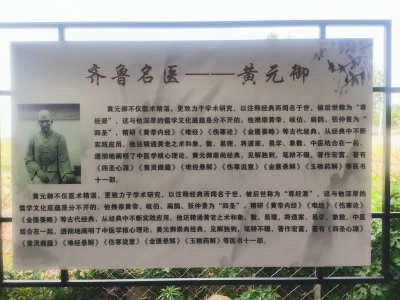 齐鲁名医——黄元御
黄元御不仅医术精湛，更致力于学术研究，以注释经典而闻名于世，被后世称为“尊
经派”，这与他深厚的儒学文化底蕴是分不开的。他推崇黄帝、岐伯、扁鹊、张仲景为
“四圣”，精研《黄帝内经》《难经》《伤寒论》《金匮要略》等古代经典，从经典中不断
实践应用，他还精通黄老之术和象、数、易理，将道家、易学、象数、中医结合在一起，
透彻地阐明了中医学核心理论，黄元御崇尚经典，见解独到，笔耕不辍，著作宏富，著有
《四圣心源》《素灵微蕴》《难经悬解》《伤寒说意》《金匮悬解》《玉楸药解》等医书
十一部。
黄元御不仅医术精湛，更致力于学术研究，以注释经典而闻名于世，被后世称为“尊经派”，这与他深厚的
儒学文化底蕴是分不开的。他推崇黄帝、岐伯、扁鹊、张仲景为“四圣”，精研《黄帝内经》《难经》《伤寒论》
《金匮要略》等古代经典，从经典中不断实践应用，他还精通黄老之术和象、数、易理，将道家、易学、象数、中医
结合在一起，透彻地阐明了中医学核心理论，黄元御崇尚经典，见解独到，笔耕不辍，著作宏富，著有《四圣心源》
《素灵微蕴》《难经悬解》《伤寒说意》《金匮悬解》《玉楸药解》等医书十一部。